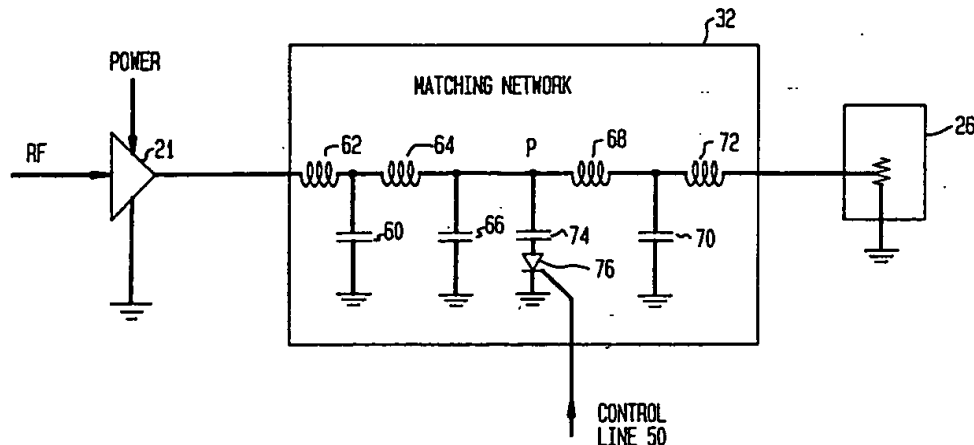 32
POWER
MATCHING NETWORK
26
RF
21
62
64
P
68
72
60
66
74
70
76
CONTROL
LINE 50